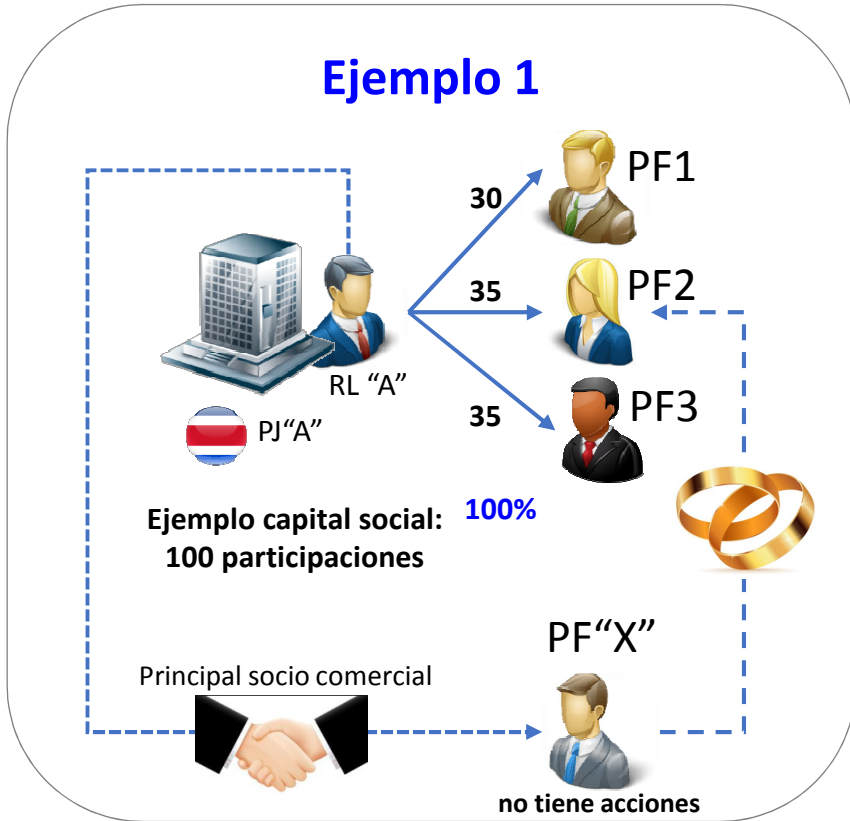 Ejemplo 1
PF1
30
35
PF2
RL “A”
35
PF3
PJ“A”
Ejemplo capital social:
100%
100 participaciones
PF“X”
Principal socio comercial
no tiene acciones